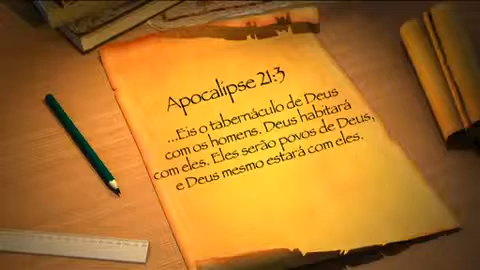 Apocalipse 21:3
...Eis o tabernáculo de Deus
com os homens. Deus habitará
com eles. Eles serão povos de Deus,
e Deus mesmo estará com eles.